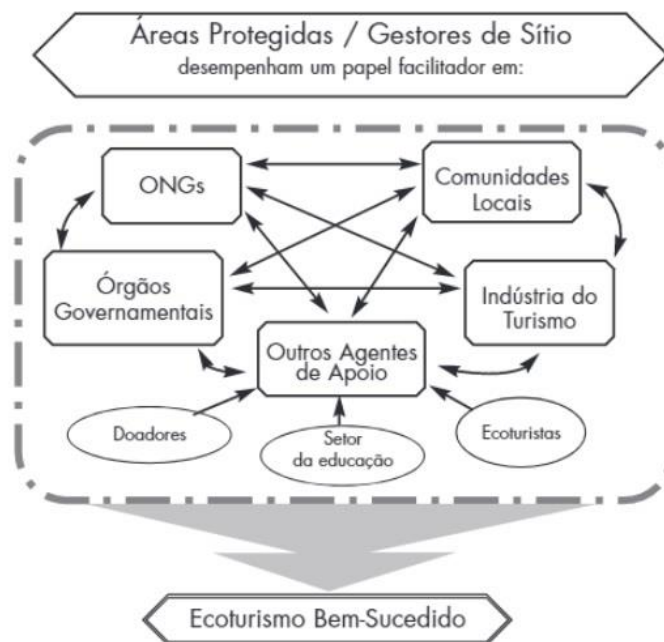 Áreas Protegidas / Gestores de Sítio
desempenham um papel facilitador em:
ONGs
Comunidades
Locais
Órgãos
Governamentais
Indústria do
Turismo
Outros Agentes
de Apoio
Doadores
Setor
da educação
Ecoturistas
Ecoturismo Bem-Sucedido